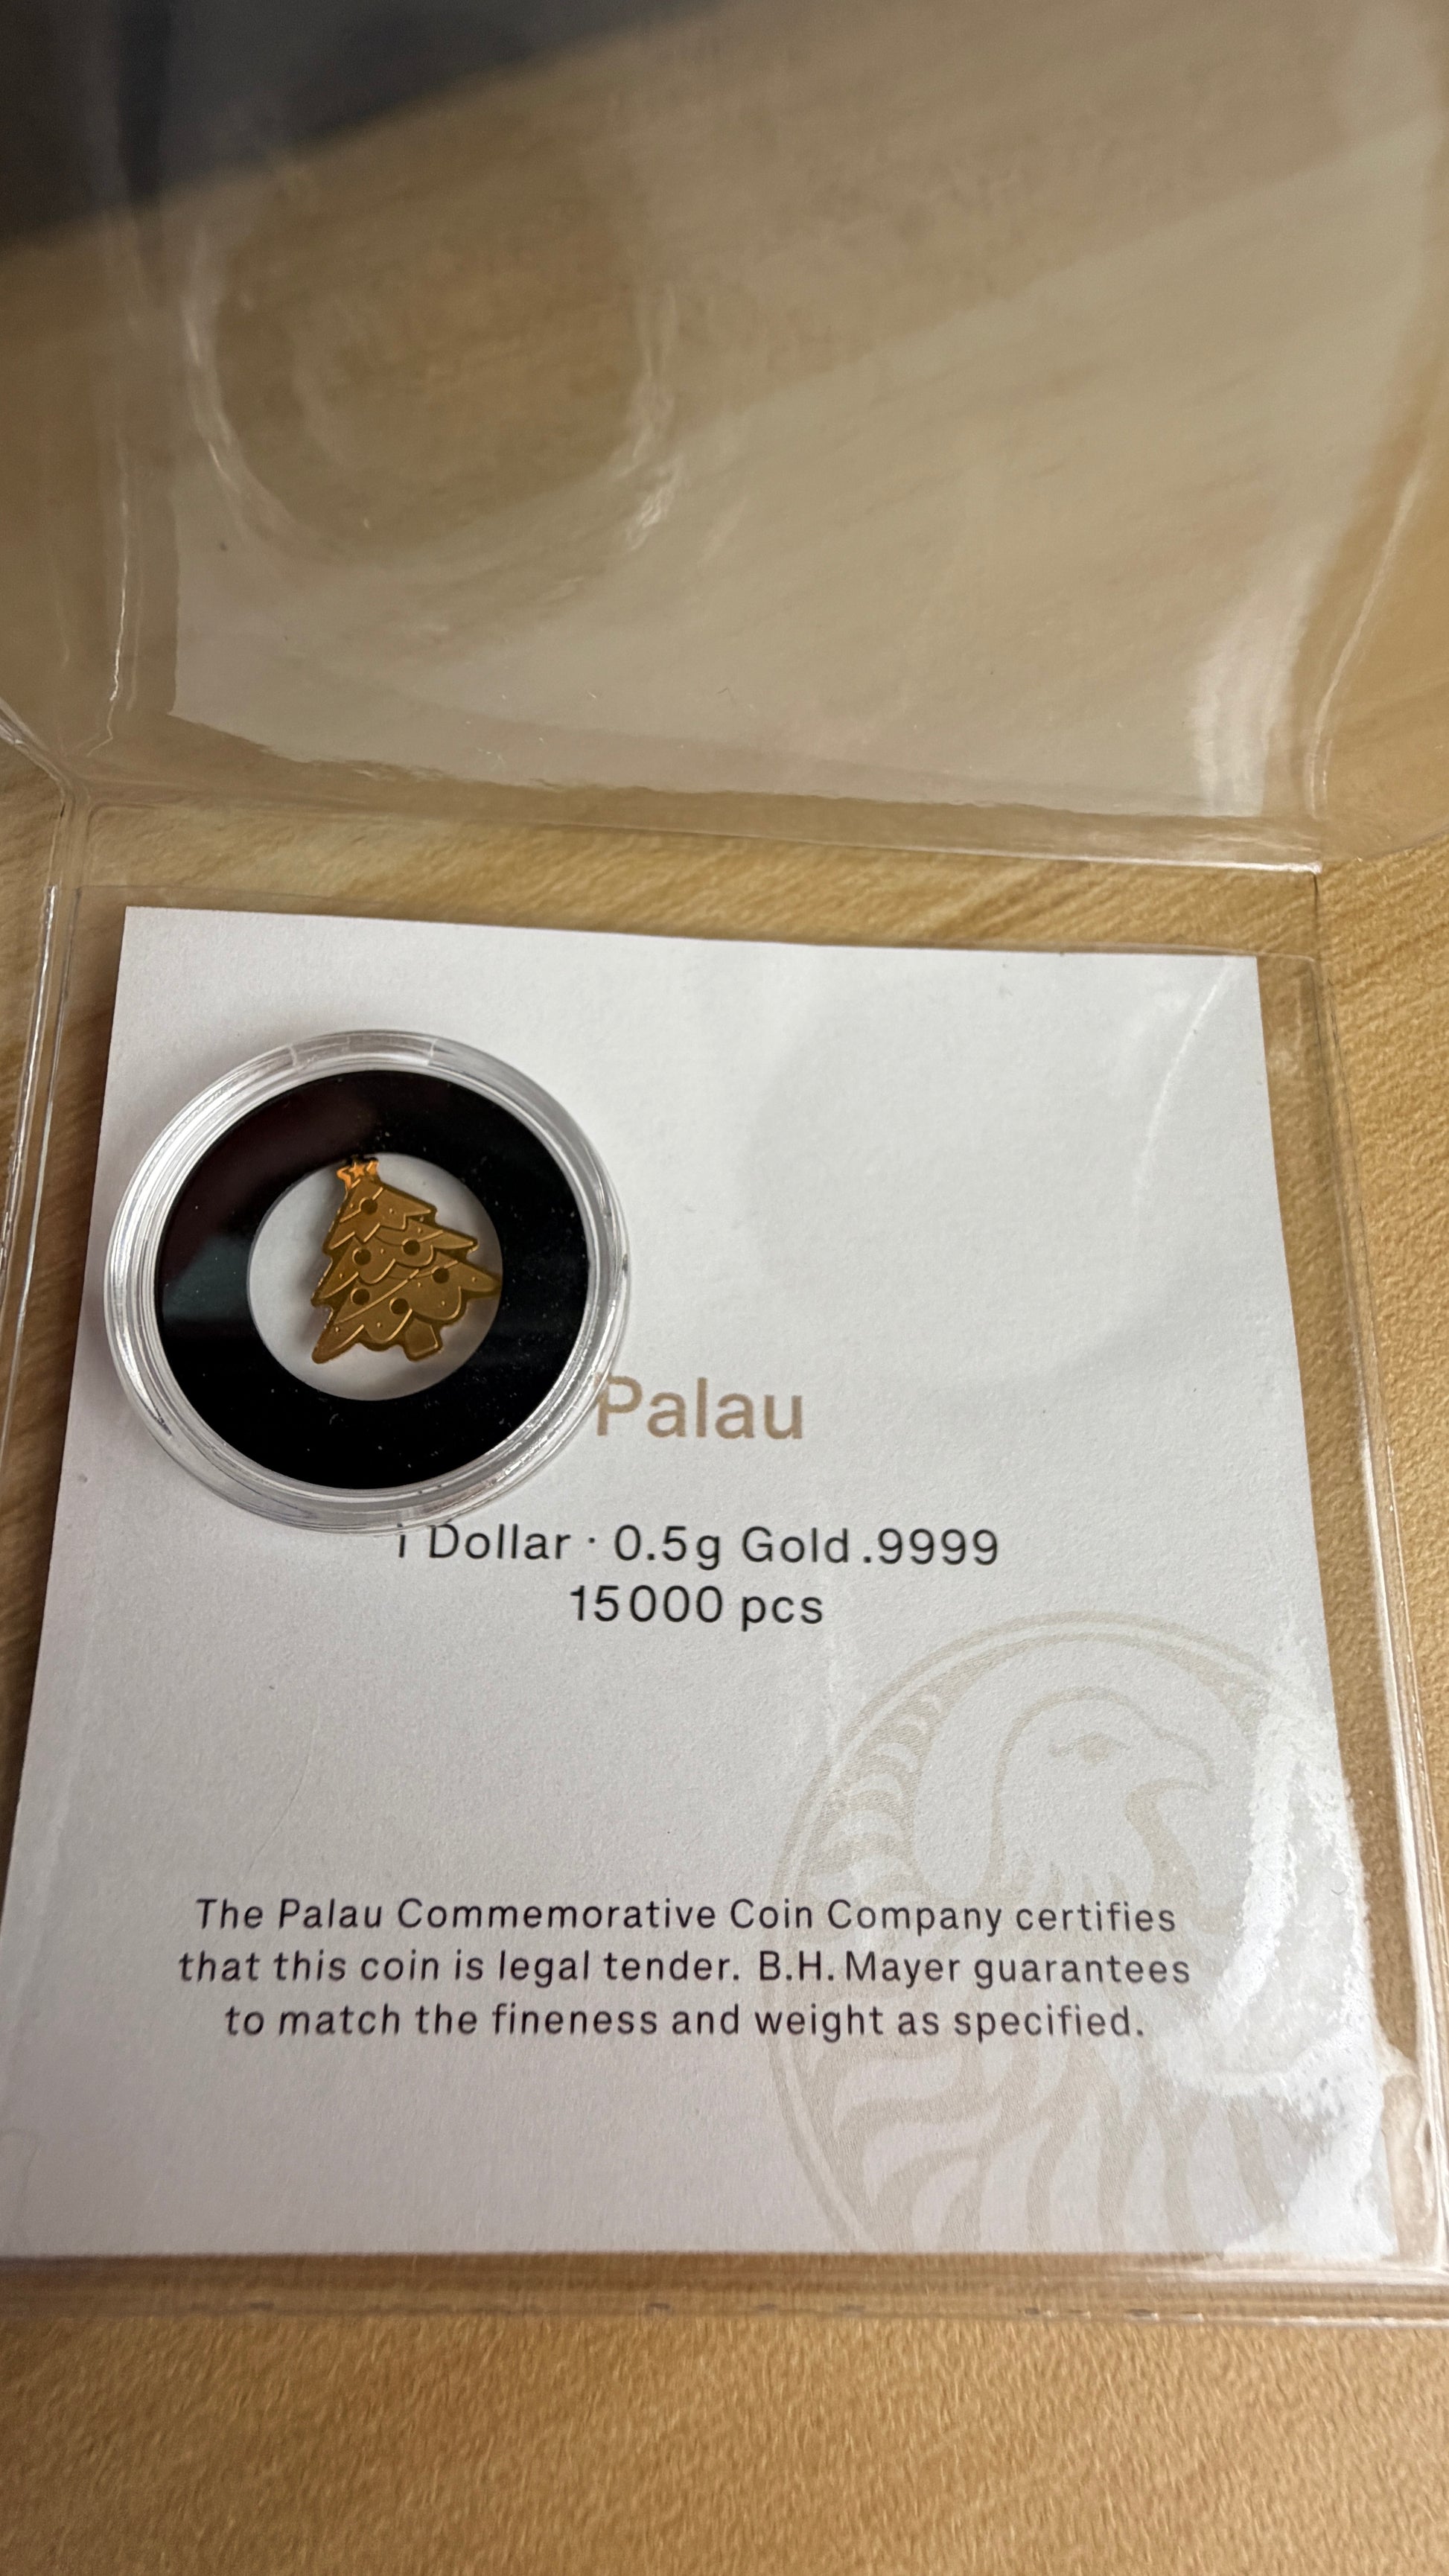 Palau
1 Dollar · 0.5g Gold .9999
15000 pcs
The Palau Commemorative Coin Company certifies
that this coin is legal tender. B.H. Mayer guarantees
to match the fineness and weight as specified.